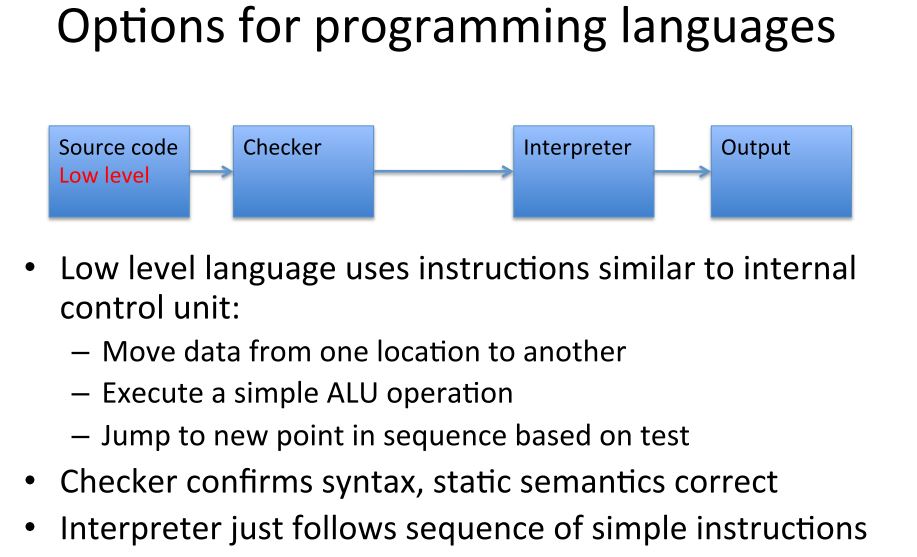 Options for programming languages
Source code
Low level
Checker
Interpreter
Output
• Low level language uses instructions similar to internal
control unit:
– Move data from one location to another
– Execute a simple ALU operation
– Jump to new point in sequence based on test
• Checker confirms syntax, static semantics correct
• Interpreter just follows sequence of simple instructions